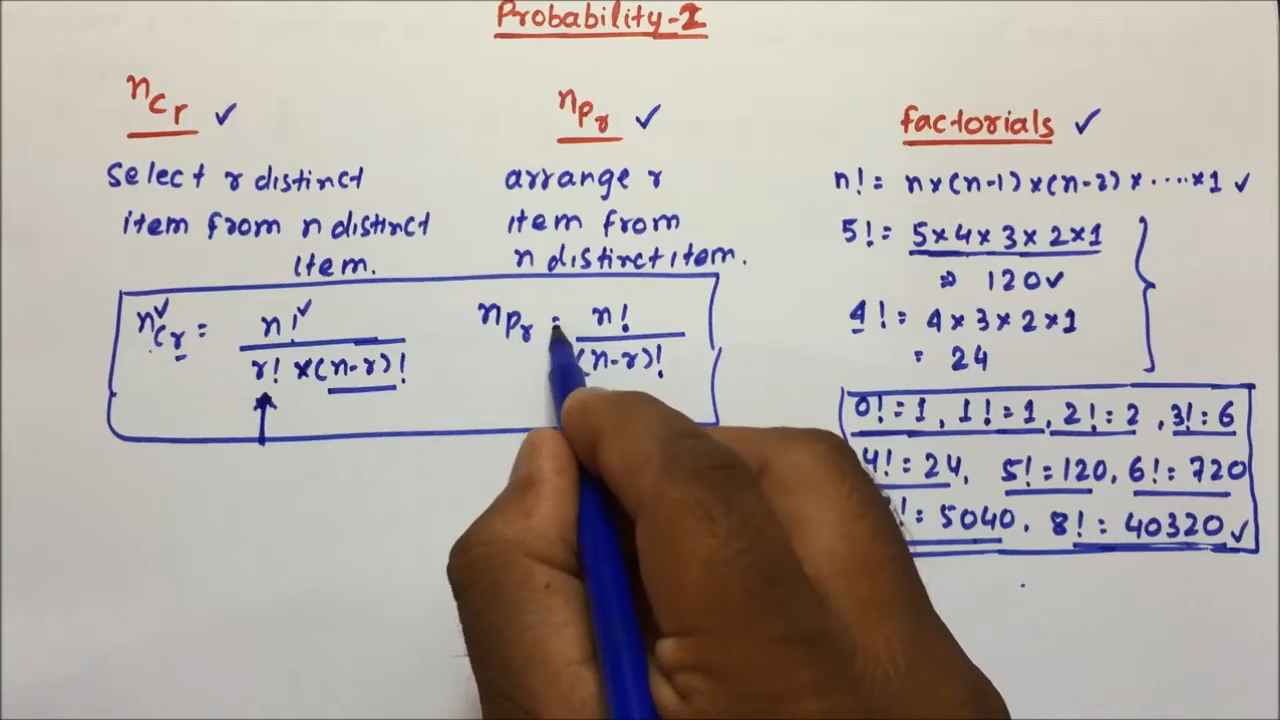 Probability-I
nCr ✓
Select r distinct
item from n distinct
item.
nCr = n! / r! × (n-r)!
nPr ✓
arrange r
item from
n distinct item.
nPr = n! / (n-r)!
factorials ✓
n! = n×(n-1)×(n-2)×.....×1 ✓
5! = 5×4×3×2×1
⇒ 120 ✓
4! = 4×3×2×1
= 24
0! = 1, 1! = 1, 2! = 2, 3! = 6
4! = 24, 5! = 120, 6! = 720
! = 5040, 8! = 40320 ✓